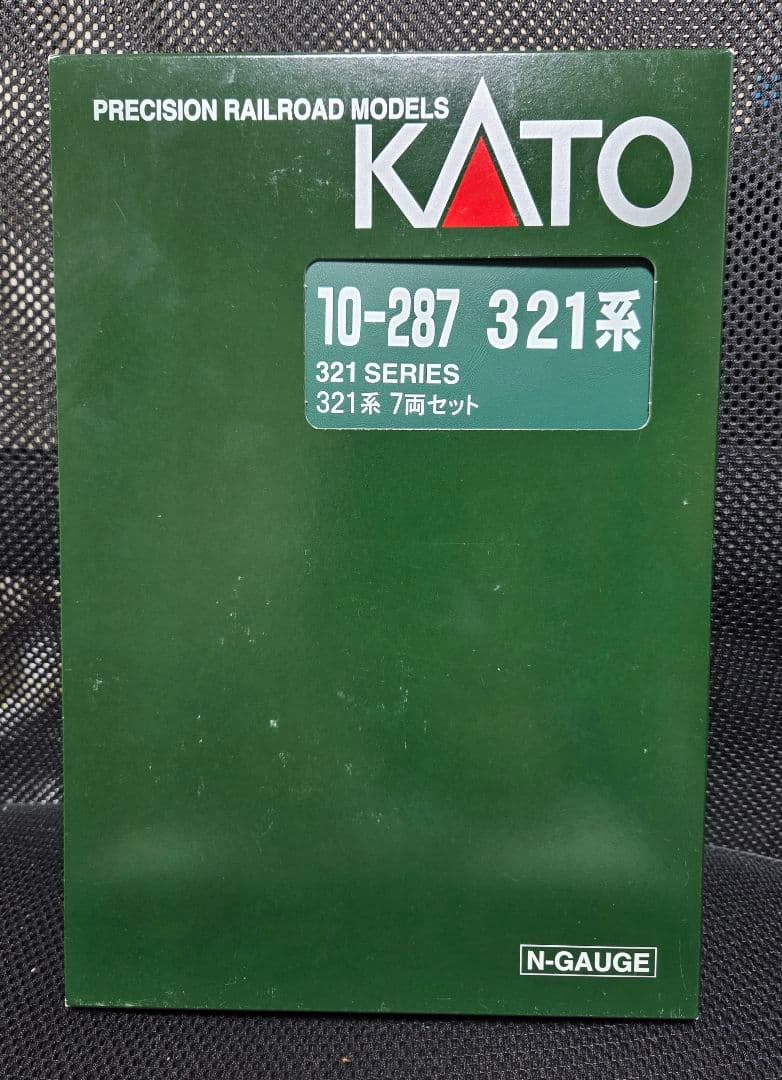 PRECISION RAILROAD MODELS
KATO
10-287 321系
321 SERIES
321系 7両セット
N-GAUGE